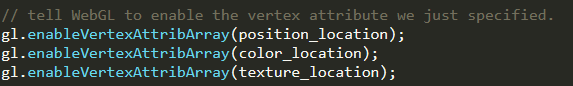 // tell WebGL to enable the vertex attribute we just specified.
gl.enableVertexAttribArray(position_location);
gl.enableVertexAttribArray(color_location);
gl.enableVertexAttribArray(texture_location);